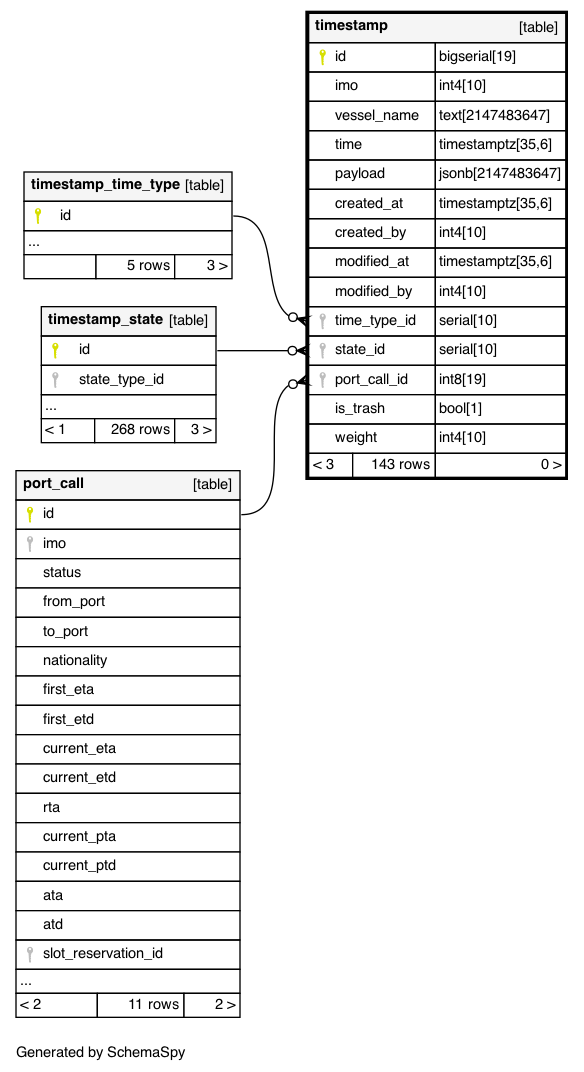 timestamp [table]
id bigserial[19]
imo int4[10]
vessel_name text[2147483647]
time timestamptz[35,6]
payload jsonb[2147483647]
created_at timestamptz[35,6]
created_by int4[10]
modified_at timestamptz[35,6]
modified_by int4[10]
time_type_id serial[10]
state_id serial[10]
port_call_id int8[19]
is_trash bool[1]
weight int4[10]
< 3 143 rows 0 >
timestamp_time_type [table]
id
...
5 rows 3 >
timestamp_state [table]
id
state_type_id
...
< 1 268 rows 3 >
port_call [table]
id
imo
status
from_port
to_port
nationality
first_eta
first_etd
current_eta
current_etd
rta
current_pta
current_ptd
ata
atd
slot_reservation_id
...
< 2 11 rows 2 >
Generated by SchemaSpy